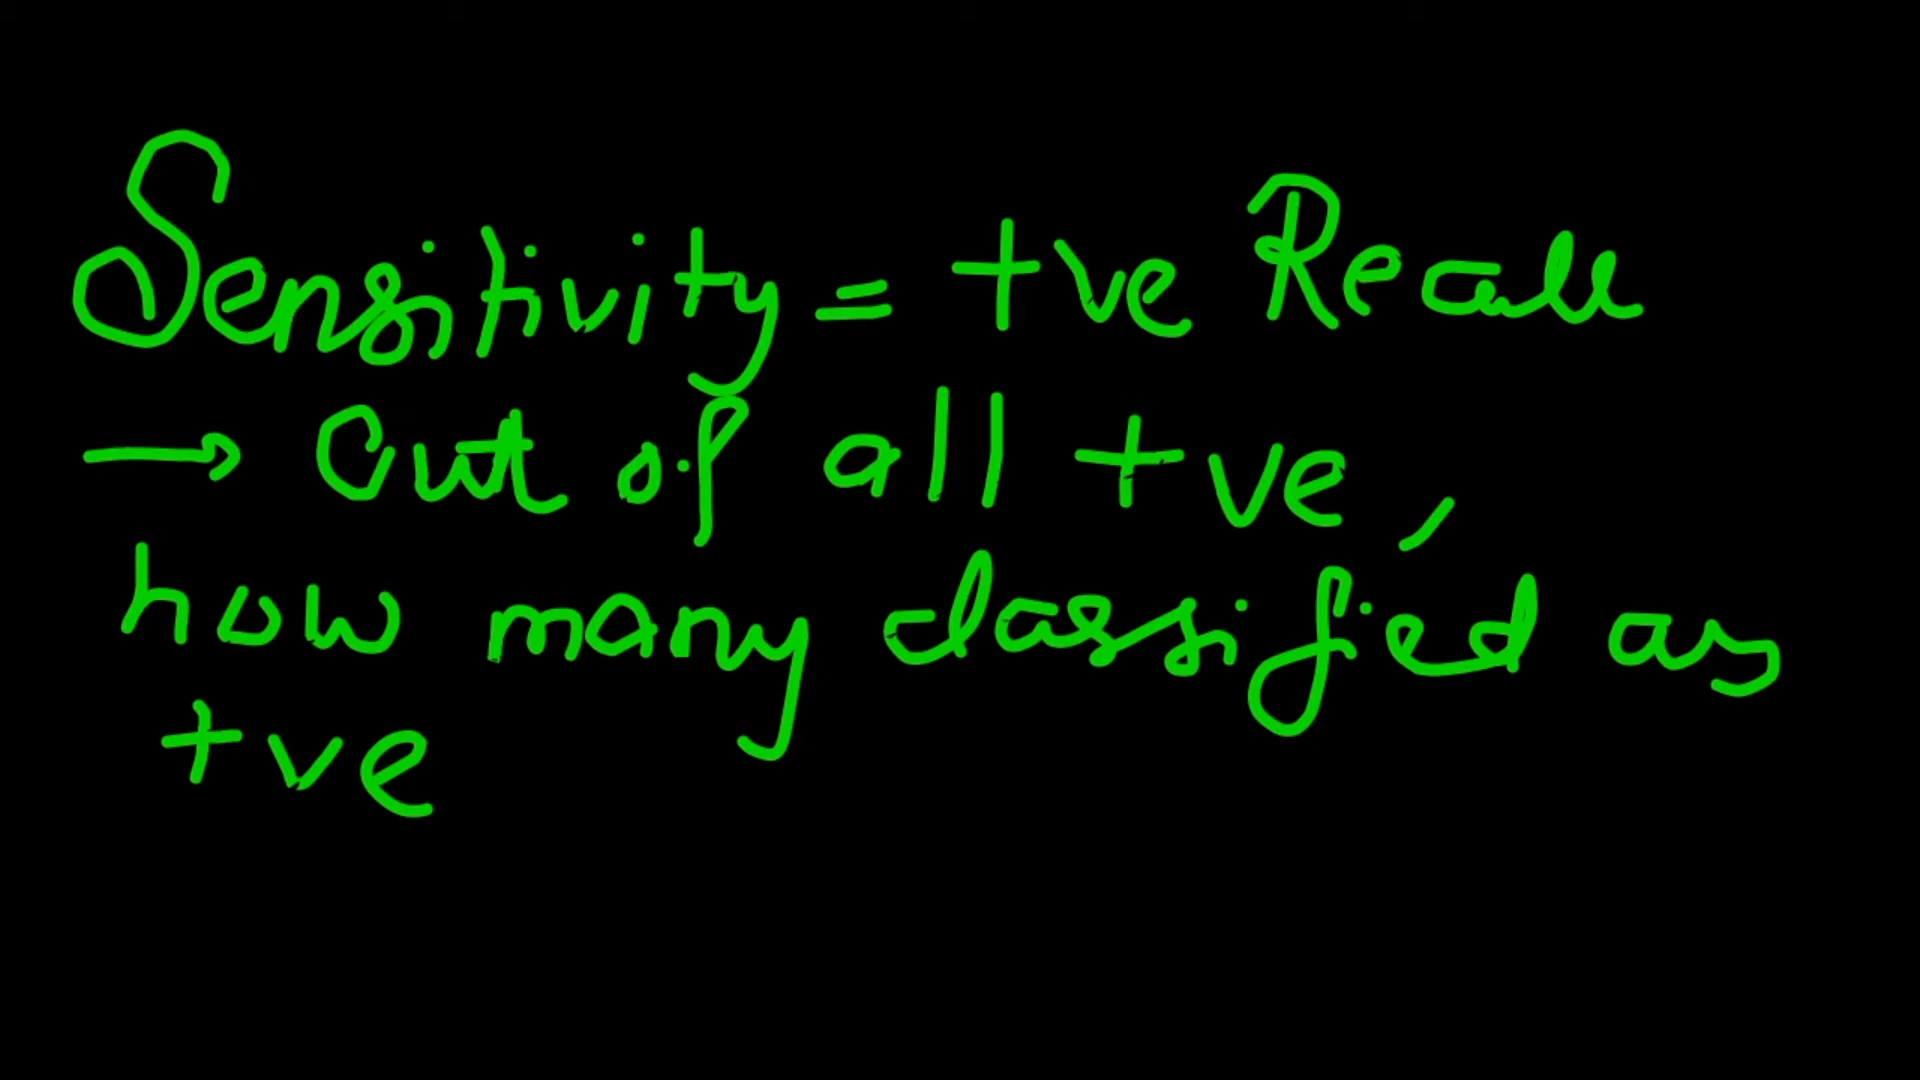 Sensitivity = +ve Recall
→ Out of all +ve,
how many classified as
+ve